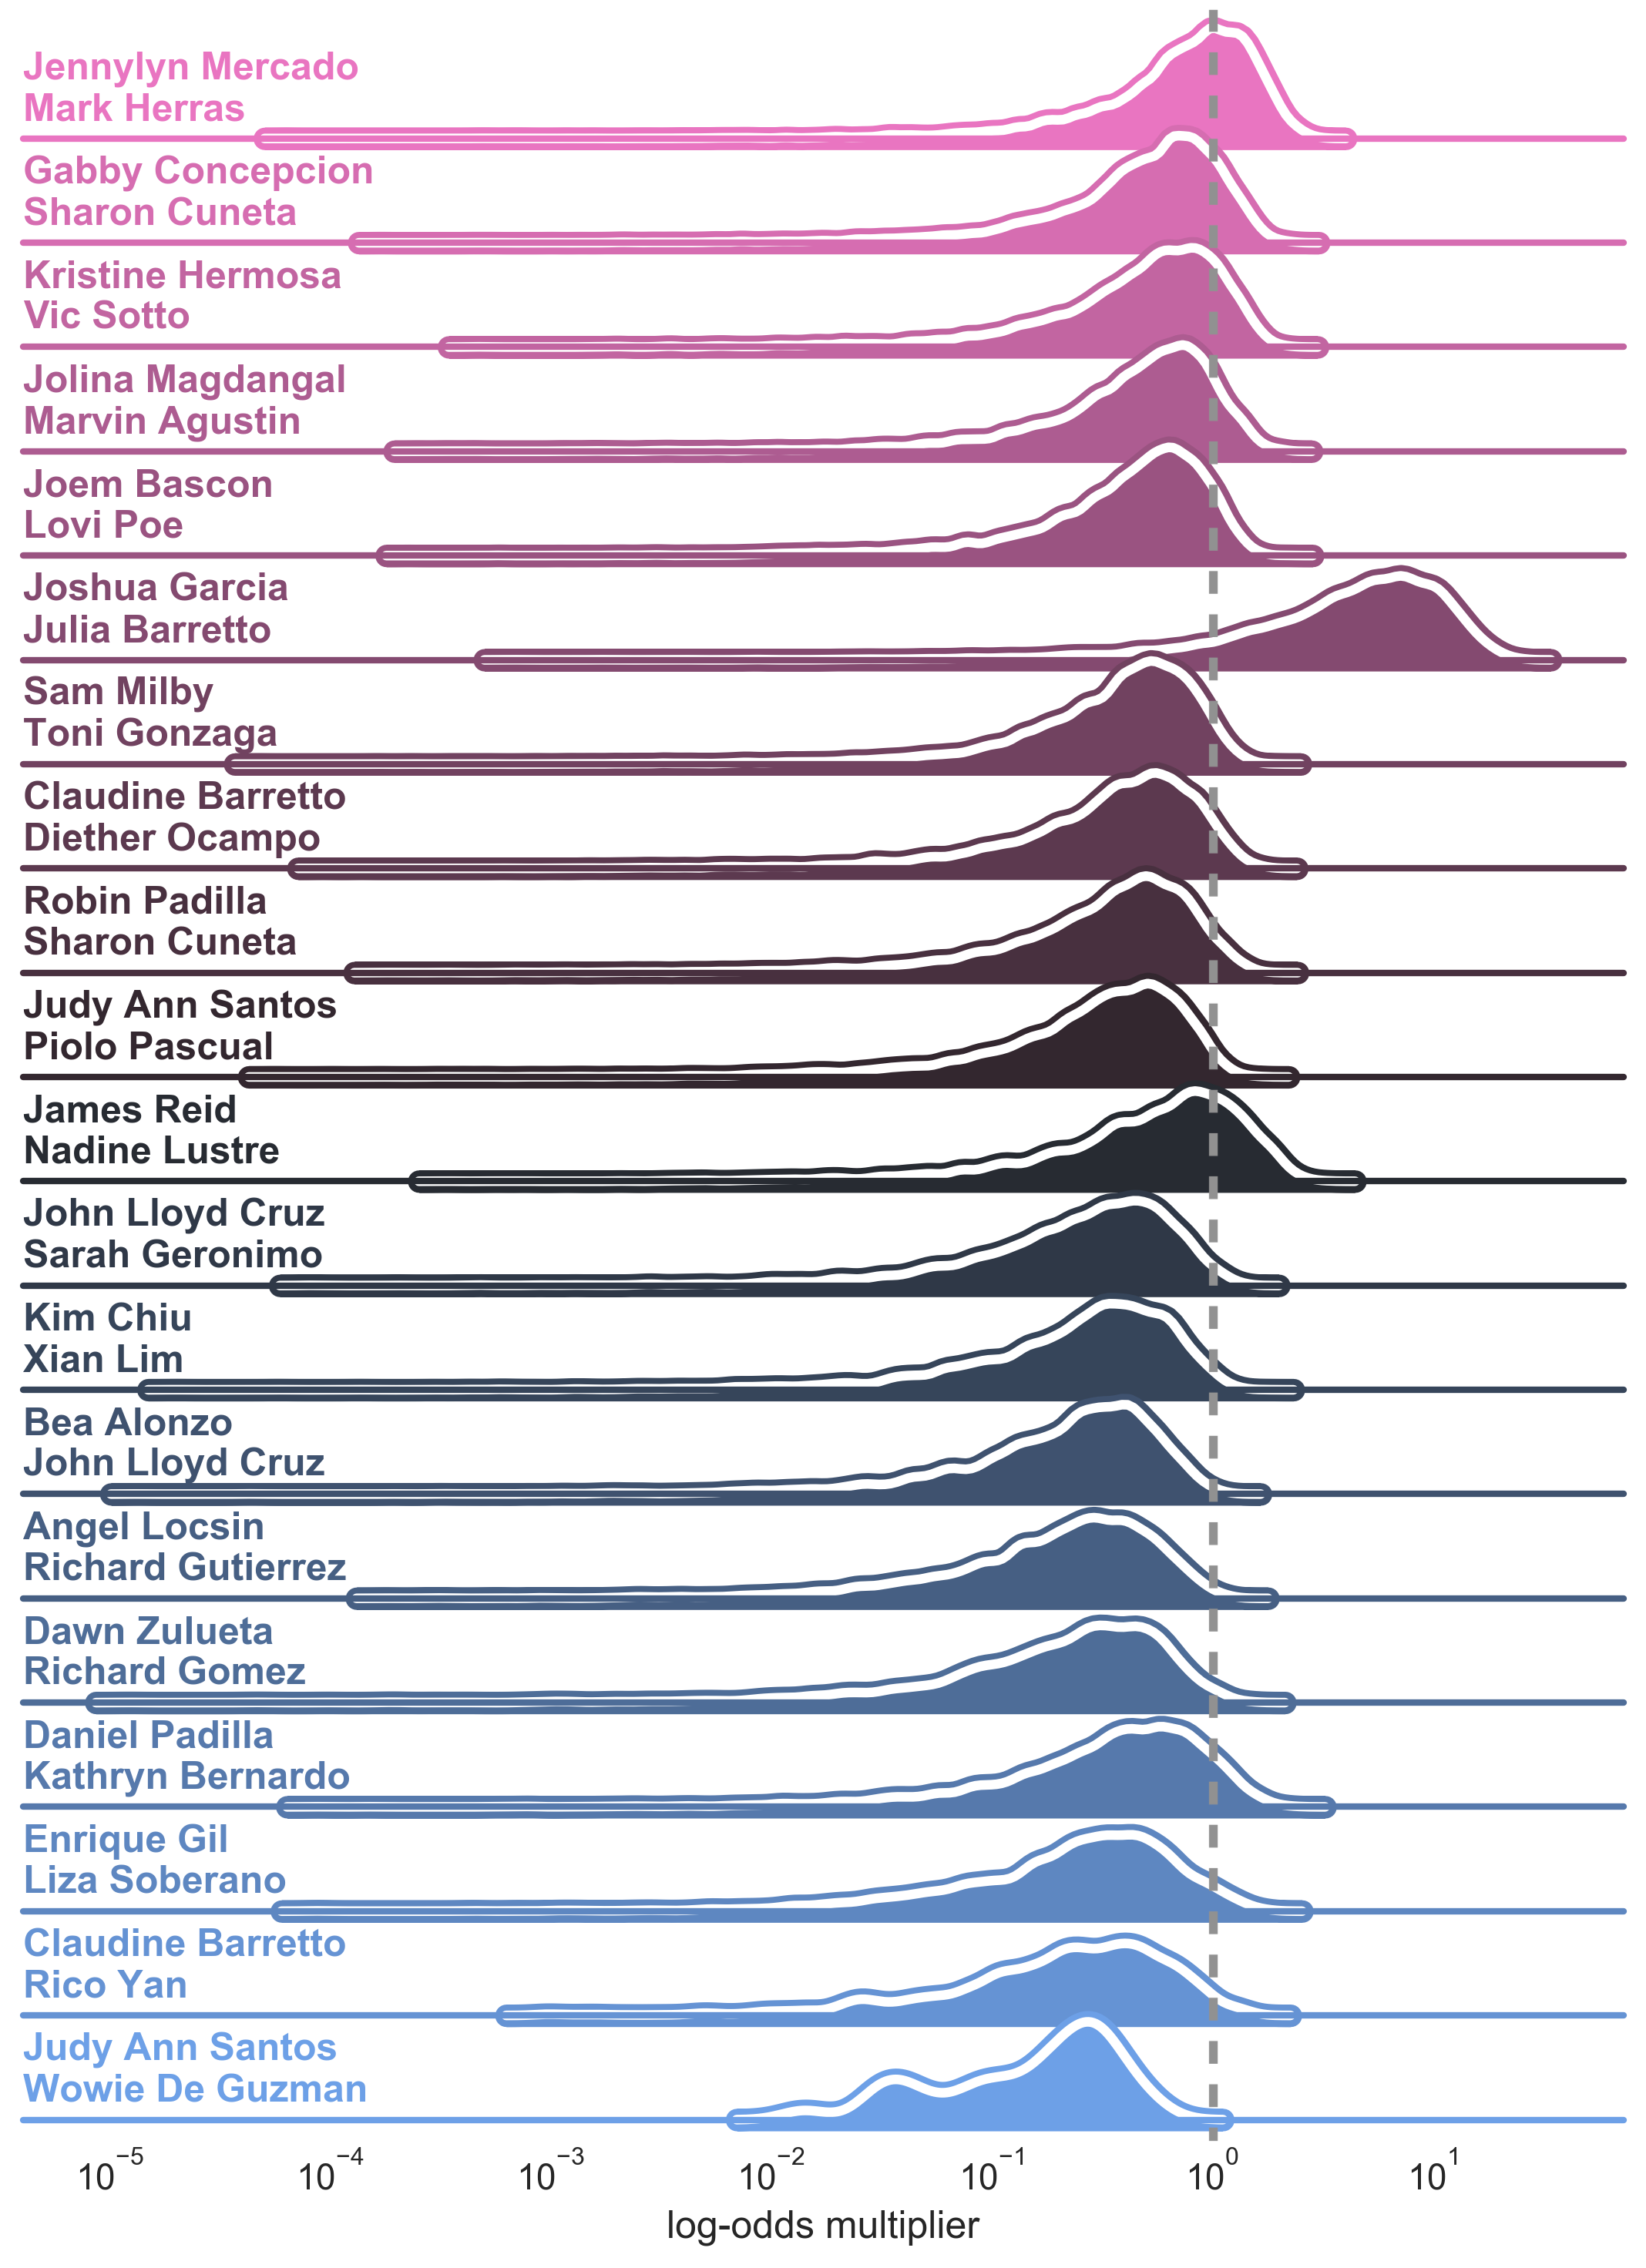 Jennylyn Mercado
Mark Herras
Gabby Concepcion
Sharon Cuneta
Kristine Hermosa
Vic Sotto
Jolina Magdangal
Marvin Agustin
Joem Bascon
Lovi Poe
Joshua Garcia
Julia Barretto
Sam Milby
Toni Gonzaga
Claudine Barretto
Diether Ocampo
Robin Padilla
Sharon Cuneta
Judy Ann Santos
Piolo Pascual
James Reid
Nadine Lustre
John Lloyd Cruz
Sarah Geronimo
Kim Chiu
Xian Lim
Bea Alonzo
John Lloyd Cruz
Angel Locsin
Richard Gutierrez
Dawn Zulueta
Richard Gomez
Daniel Padilla
Kathryn Bernardo
Enrique Gil
Liza Soberano
Claudine Barretto
Rico Yan
Judy Ann Santos
Wowie De Guzman
10⁻⁵ 10⁻⁴ 10⁻³ 10⁻² 10⁻¹ 10⁰ 10¹
log-odds multiplier